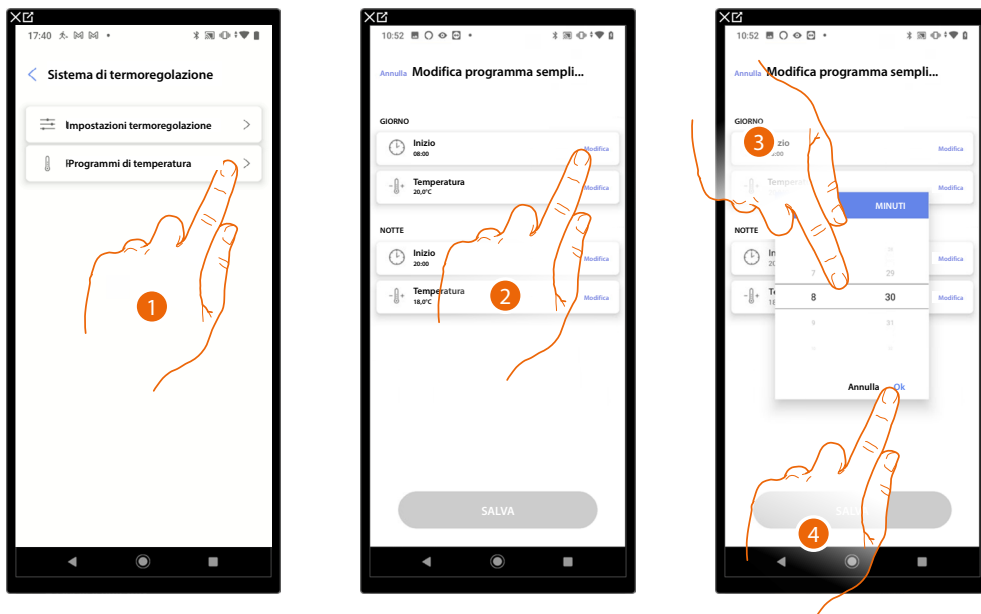 17:40
Sistema di termoregolazione
Impostazioni termoregolazione
Programmi di temperatura
1
10:52
Annulla Modifica programma sempli...
GIORNO
Inizio
08:00
Modifica
Temperatura
20,0°C
Modifica
NOTTE
Inizio
20:00
Modifica
Temperatura
18,0°C
Modifica
2
SALVA
10:52
Annulla Modifica programma sempli...
GIORNO
3
Modifica
Modifica
MINUTI
NOTTE
Modifica
7 29
8 30
Modifica
9 31
Annulla Ok
SALVA
4